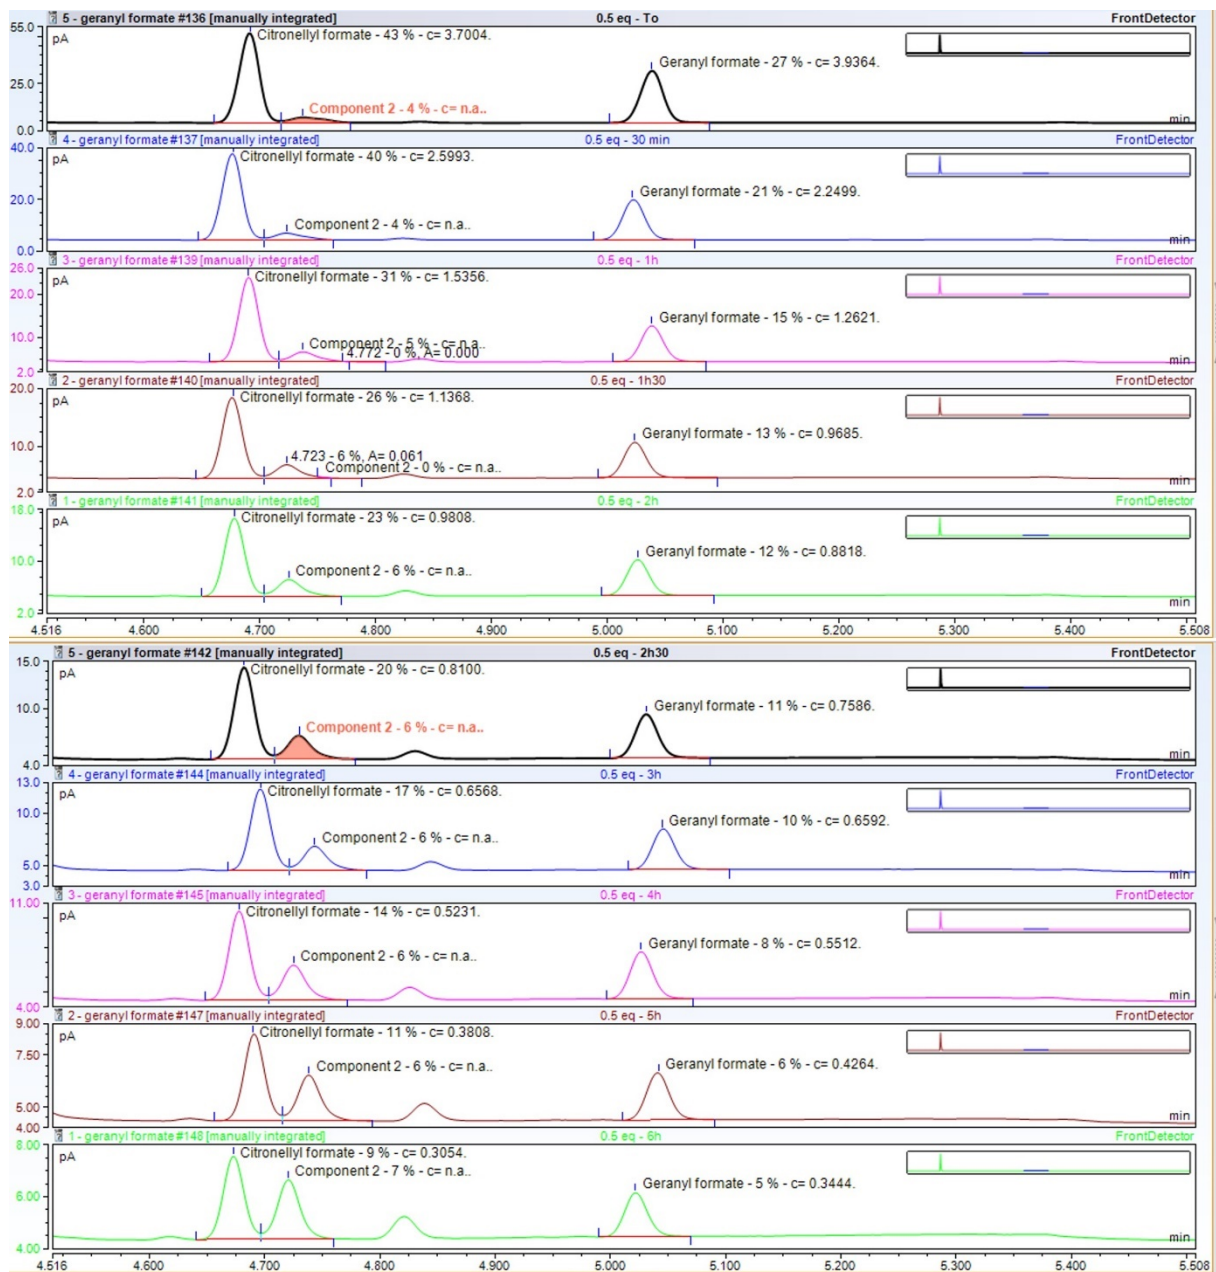 5 - geranyl formate #136 [manually integrated] 0.5 eq - To FrontDetector
55.0
pA
Citronellyl formate - 43 % - c= 3.7004.
Geranyl formate - 27 % - c= 3.9364.
25.0
Component 2 - 4 % - c= n.a..
0.0
min
4 - geranyl formate #137 [manually integrated] 0.5 eq - 30 min FrontDetector
40.0
pA
Citronellyl formate - 40 % - c= 2.5993.
Geranyl formate - 21 % - c= 2.2499.
20.0
Component 2 - 4 % - c= n.a..
0.0
min
3 - geranyl formate #139 [manually integrated] 0.5 eq - 1h FrontDetector
26.0
pA
Citronellyl formate - 31 % - c= 1.5356.
20.0
Geranyl formate - 15 % - c= 1.2621.
10.0
Component 2 - 5 % - c= n.a..
4.772 - 0 %, A= 0.000
2.0
min
2 - geranyl formate #140 [manually integrated] 0.5 eq - 1h30 FrontDetector
20.0
pA
Citronellyl formate - 26 % - c= 1.1368.
Geranyl formate - 13 % - c= 0.9685.
10.0
4.723 - 6 %, A= 0.061
Component 2 - 0 % - c= n.a..
2.0
min
1 - geranyl formate #141 [manually integrated] 0.5 eq - 2h FrontDetector
18.0
pA
Citronellyl formate - 23 % - c= 0.9808.
Geranyl formate - 12 % - c= 0.8818.
10.0
Component 2 - 6 % - c= n.a..
2.0
min
4.516 4.600 4.700 4.800 4.900 5.000 5.100 5.200 5.300 5.400 5.508
5 - geranyl formate #142 [manually integrated] 0.5 eq - 2h30 FrontDetector
15.0
pA
Citronellyl formate - 20 % - c= 0.8100.
Geranyl formate - 11 % - c= 0.7586.
10.0
Component 2 - 6 % - c= n.a..
4.0
min
4 - geranyl formate #144 [manually integrated] 0.5 eq - 3h FrontDetector
13.0
pA
Citronellyl formate - 17 % - c= 0.6568.
10.0
Geranyl formate - 10 % - c= 0.6592.
Component 2 - 6 % - c= n.a..
5.0
3.0
min
3 - geranyl formate #145 [manually integrated] 0.5 eq - 4h FrontDetector
11.00
pA
Citronellyl formate - 14 % - c= 0.5231.
Geranyl formate - 8 % - c= 0.5512.
Component 2 - 6 % - c= n.a..
4.00
min
2 - geranyl formate #147 [manually integrated] 0.5 eq - 5h FrontDetector
9.00
pA
Citronellyl formate - 11 % - c= 0.3808.
7.50
Geranyl formate - 6 % - c= 0.4264.
Component 2 - 6 % - c= n.a..
5.00
4.00
min
1 - geranyl formate #148 [manually integrated] 0.5 eq - 6h FrontDetector
8.00
pA
Citronellyl formate - 9 % - c= 0.3054.
Component 2 - 7 % - c= n.a..
Geranyl formate - 5 % - c= 0.3444.
6.00
4.00
min
4.516 4.600 4.700 4.800 4.900 5.000 5.100 5.200 5.300 5.400 5.508